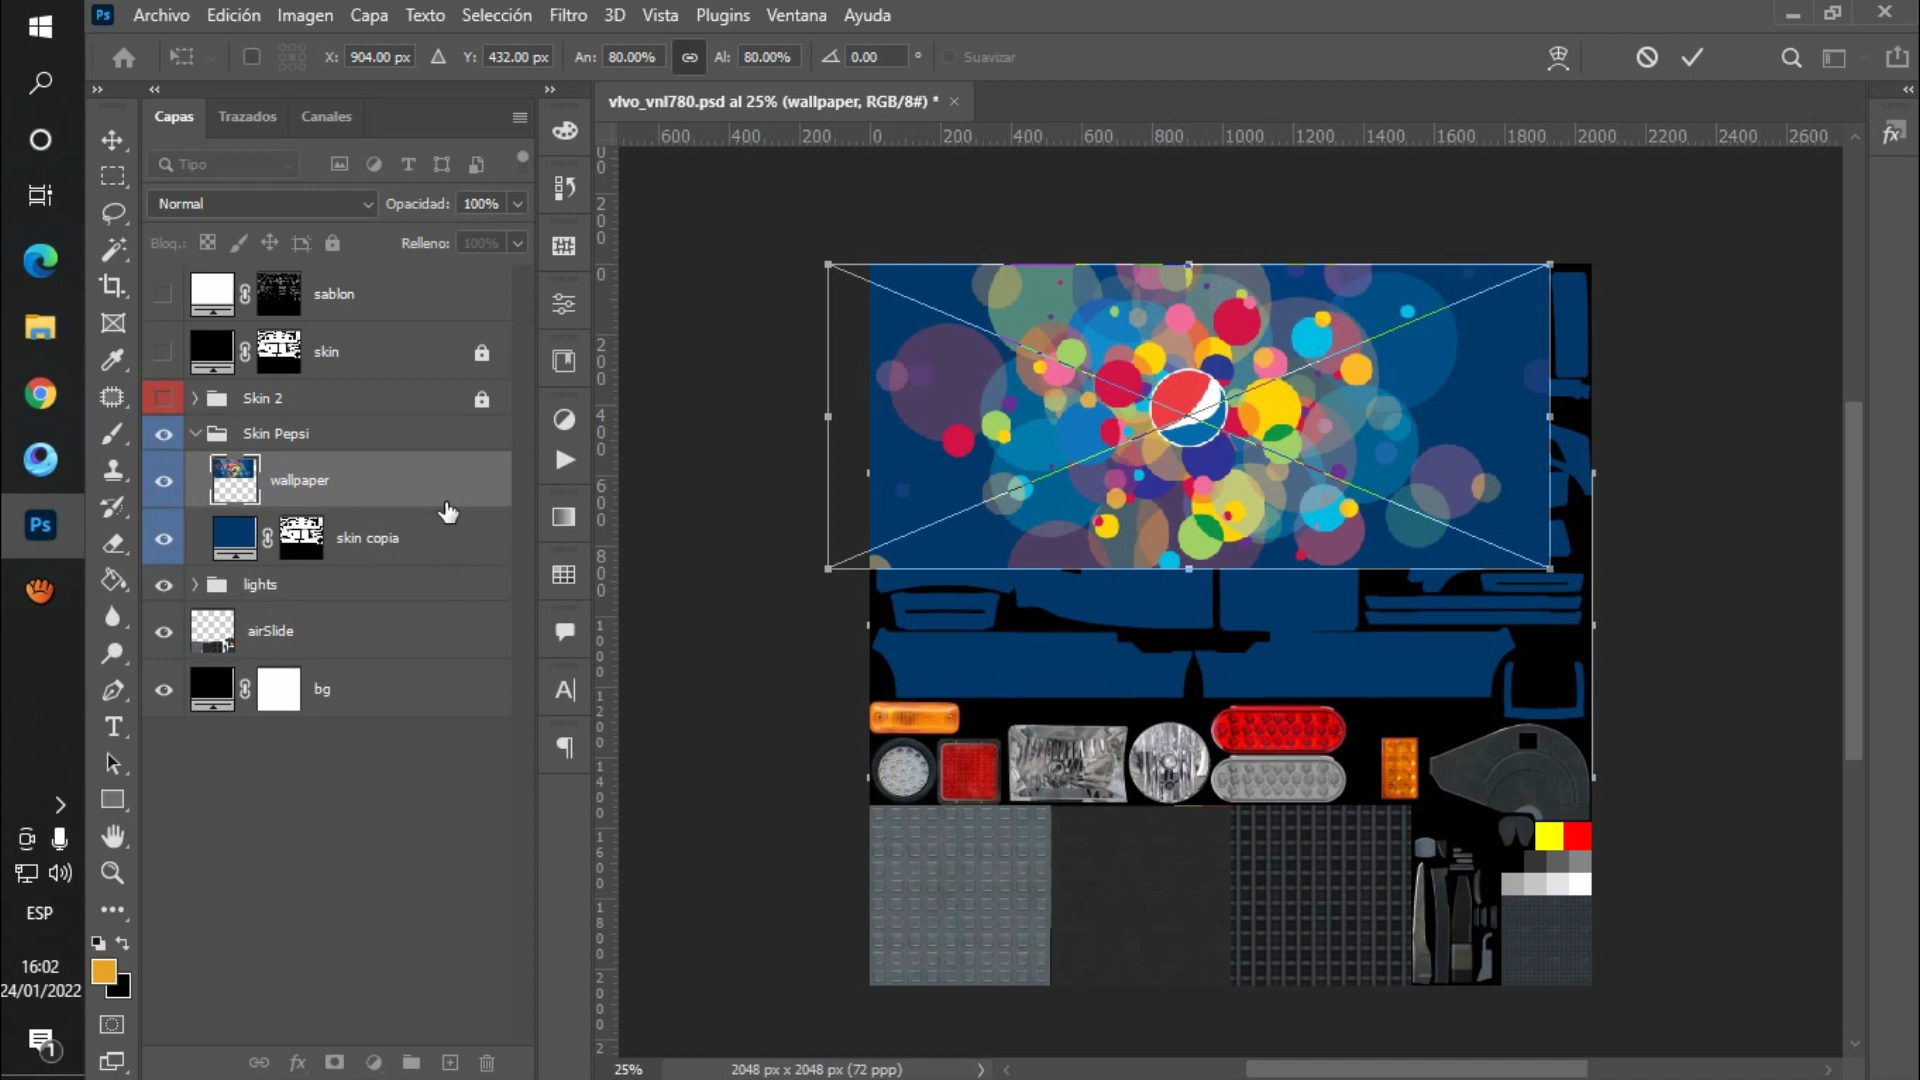 Ps Archivo Edición Imagen Capa Texto Selección Filtro 3D Vista Plugins Ventana Ayuda
X: 904.00 px Y: 432.00 px An: 80.00% Al: 80.00% 0.00 ° Suavizar
Capas Trazados Canales
vlvo_vnl780.psd al 25% (wallpaper, RGB/8#) *
600 400 200 0 200 400 600 800 1000 1200 1400 1600 1800 2000 2200 2400 2600
Tipo
Normal Opacidad: 100%
Bloq.: Relleno: 100%
sablon
skin
Skin 2
Skin Pepsi
wallpaper
skin copia
lights
airSlide
bg
Ps
ESP
16:02
24/01/2022
1
fx
25% 2048 px x 2048 px (72 ppp)